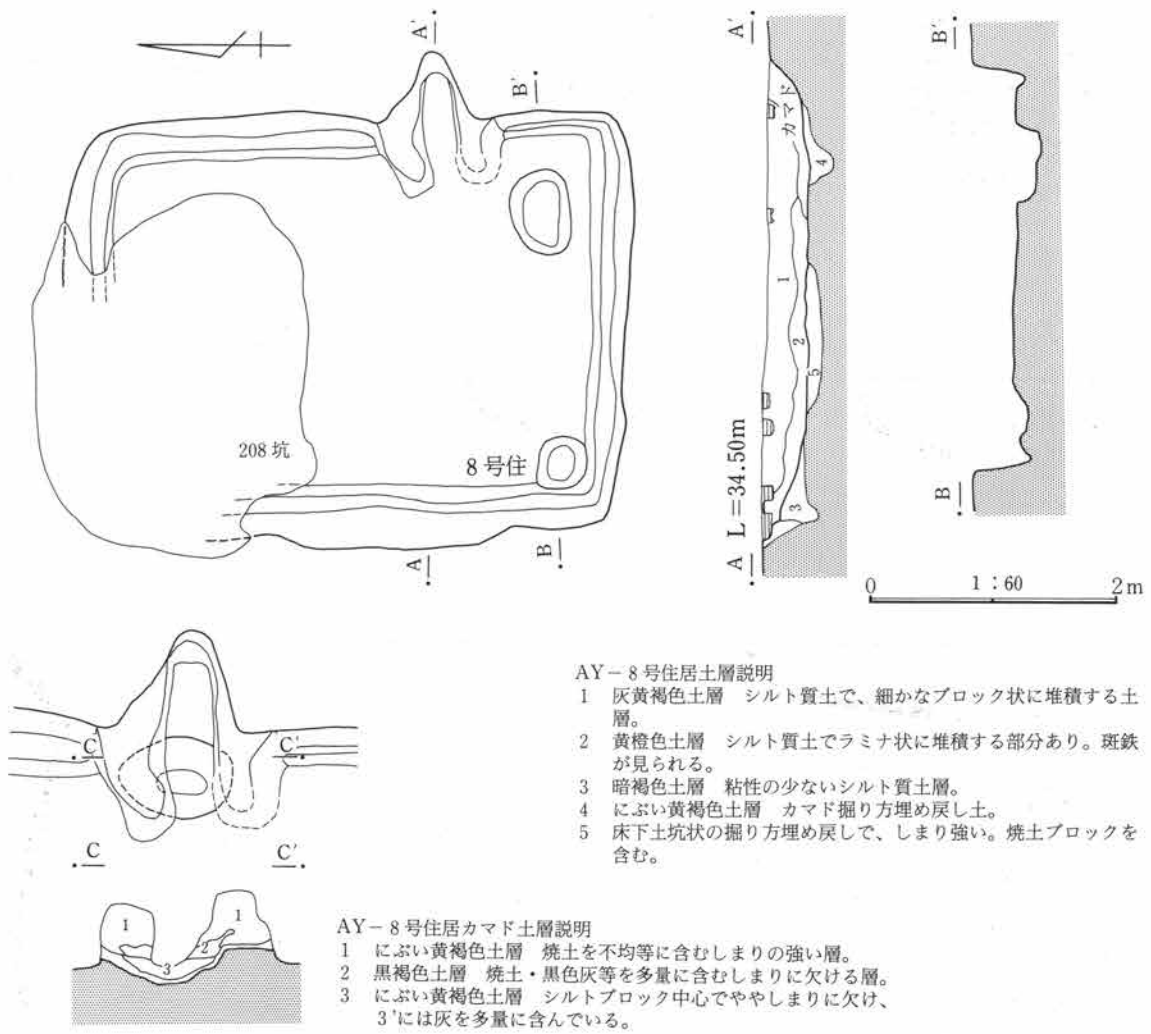 A'
B'
208 坑
8 号住
A
B
A'
カマド
4
1
2
5
3
A L＝34.50m
B'
B
0 1：60 2m
C C'
C C'
1 1
2
3
AY－8号住居土層説明
1 灰黄褐色土層 シルト質土で、細かなブロック状に堆積する土
層。
2 黄橙色土層 シルト質土でラミナ状に堆積する部分あり。斑鉄
が見られる。
3 暗褐色土層 粘性の少ないシルト質土層。
4 にぶい黄褐色土層 カマド掘り方埋め戻し土。
5 床下土坑状の掘り方埋め戻しで、しまり強い。焼土ブロックを
含む。
AY－8号住居カマド土層説明
1 にぶい黄褐色土層 焼土を不均等に含むしまりの強い層。
2 黒褐色土層 焼土・黒色灰等を多量に含むしまりに欠ける層。
3 にぶい黄褐色土層 シルトブロック中心でややしまりに欠け、
3'には灰を多量に含んでいる。